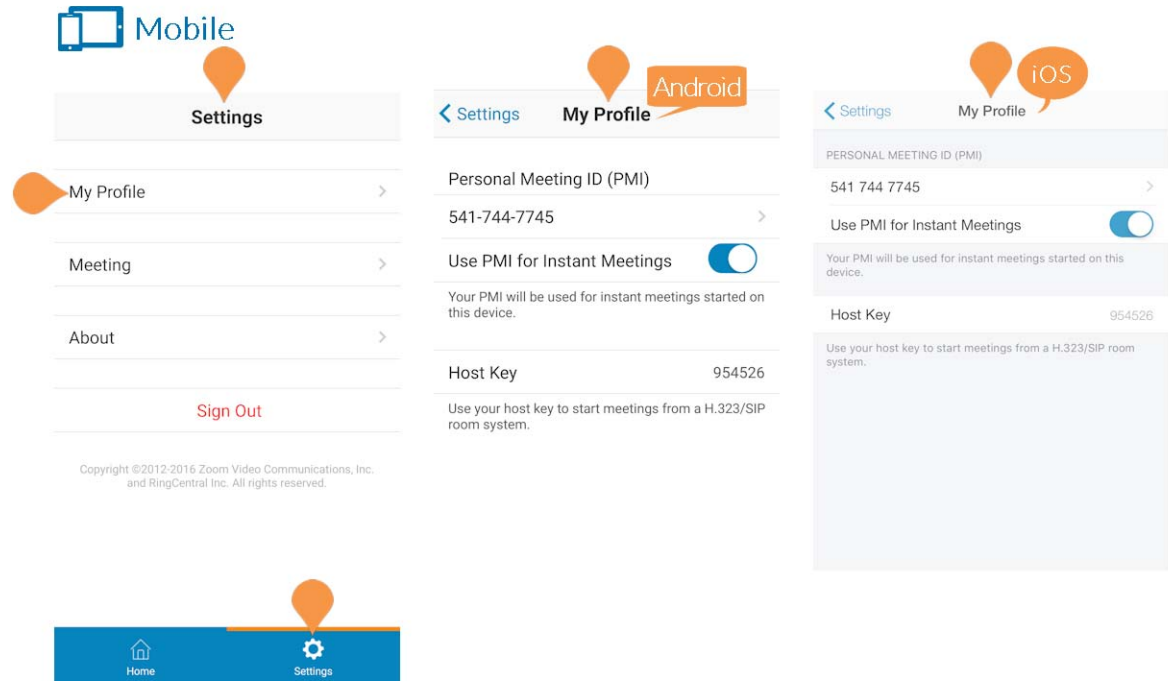 Mobile
Settings
My Profile
Meeting
About
Sign Out
Copyright ©2012-2016 Zoom Video Communications, Inc.
and RingCentral Inc. All rights reserved.
Home
Settings
Android
Settings
My Profile
Personal Meeting ID (PMI)
541-744-7745
Use PMI for Instant Meetings
Your PMI will be used for instant meetings started on
this device.
Host Key 954526
Use your host key to start meetings from a H.323/SIP
room system.
iOS
Settings
My Profile
PERSONAL MEETING ID (PMI)
541 744 7745
Use PMI for Instant Meetings
Your PMI will be used for instant meetings started on this
device.
Host Key 954526
Use your host key to start meetings from a H.323/SIP room
system.